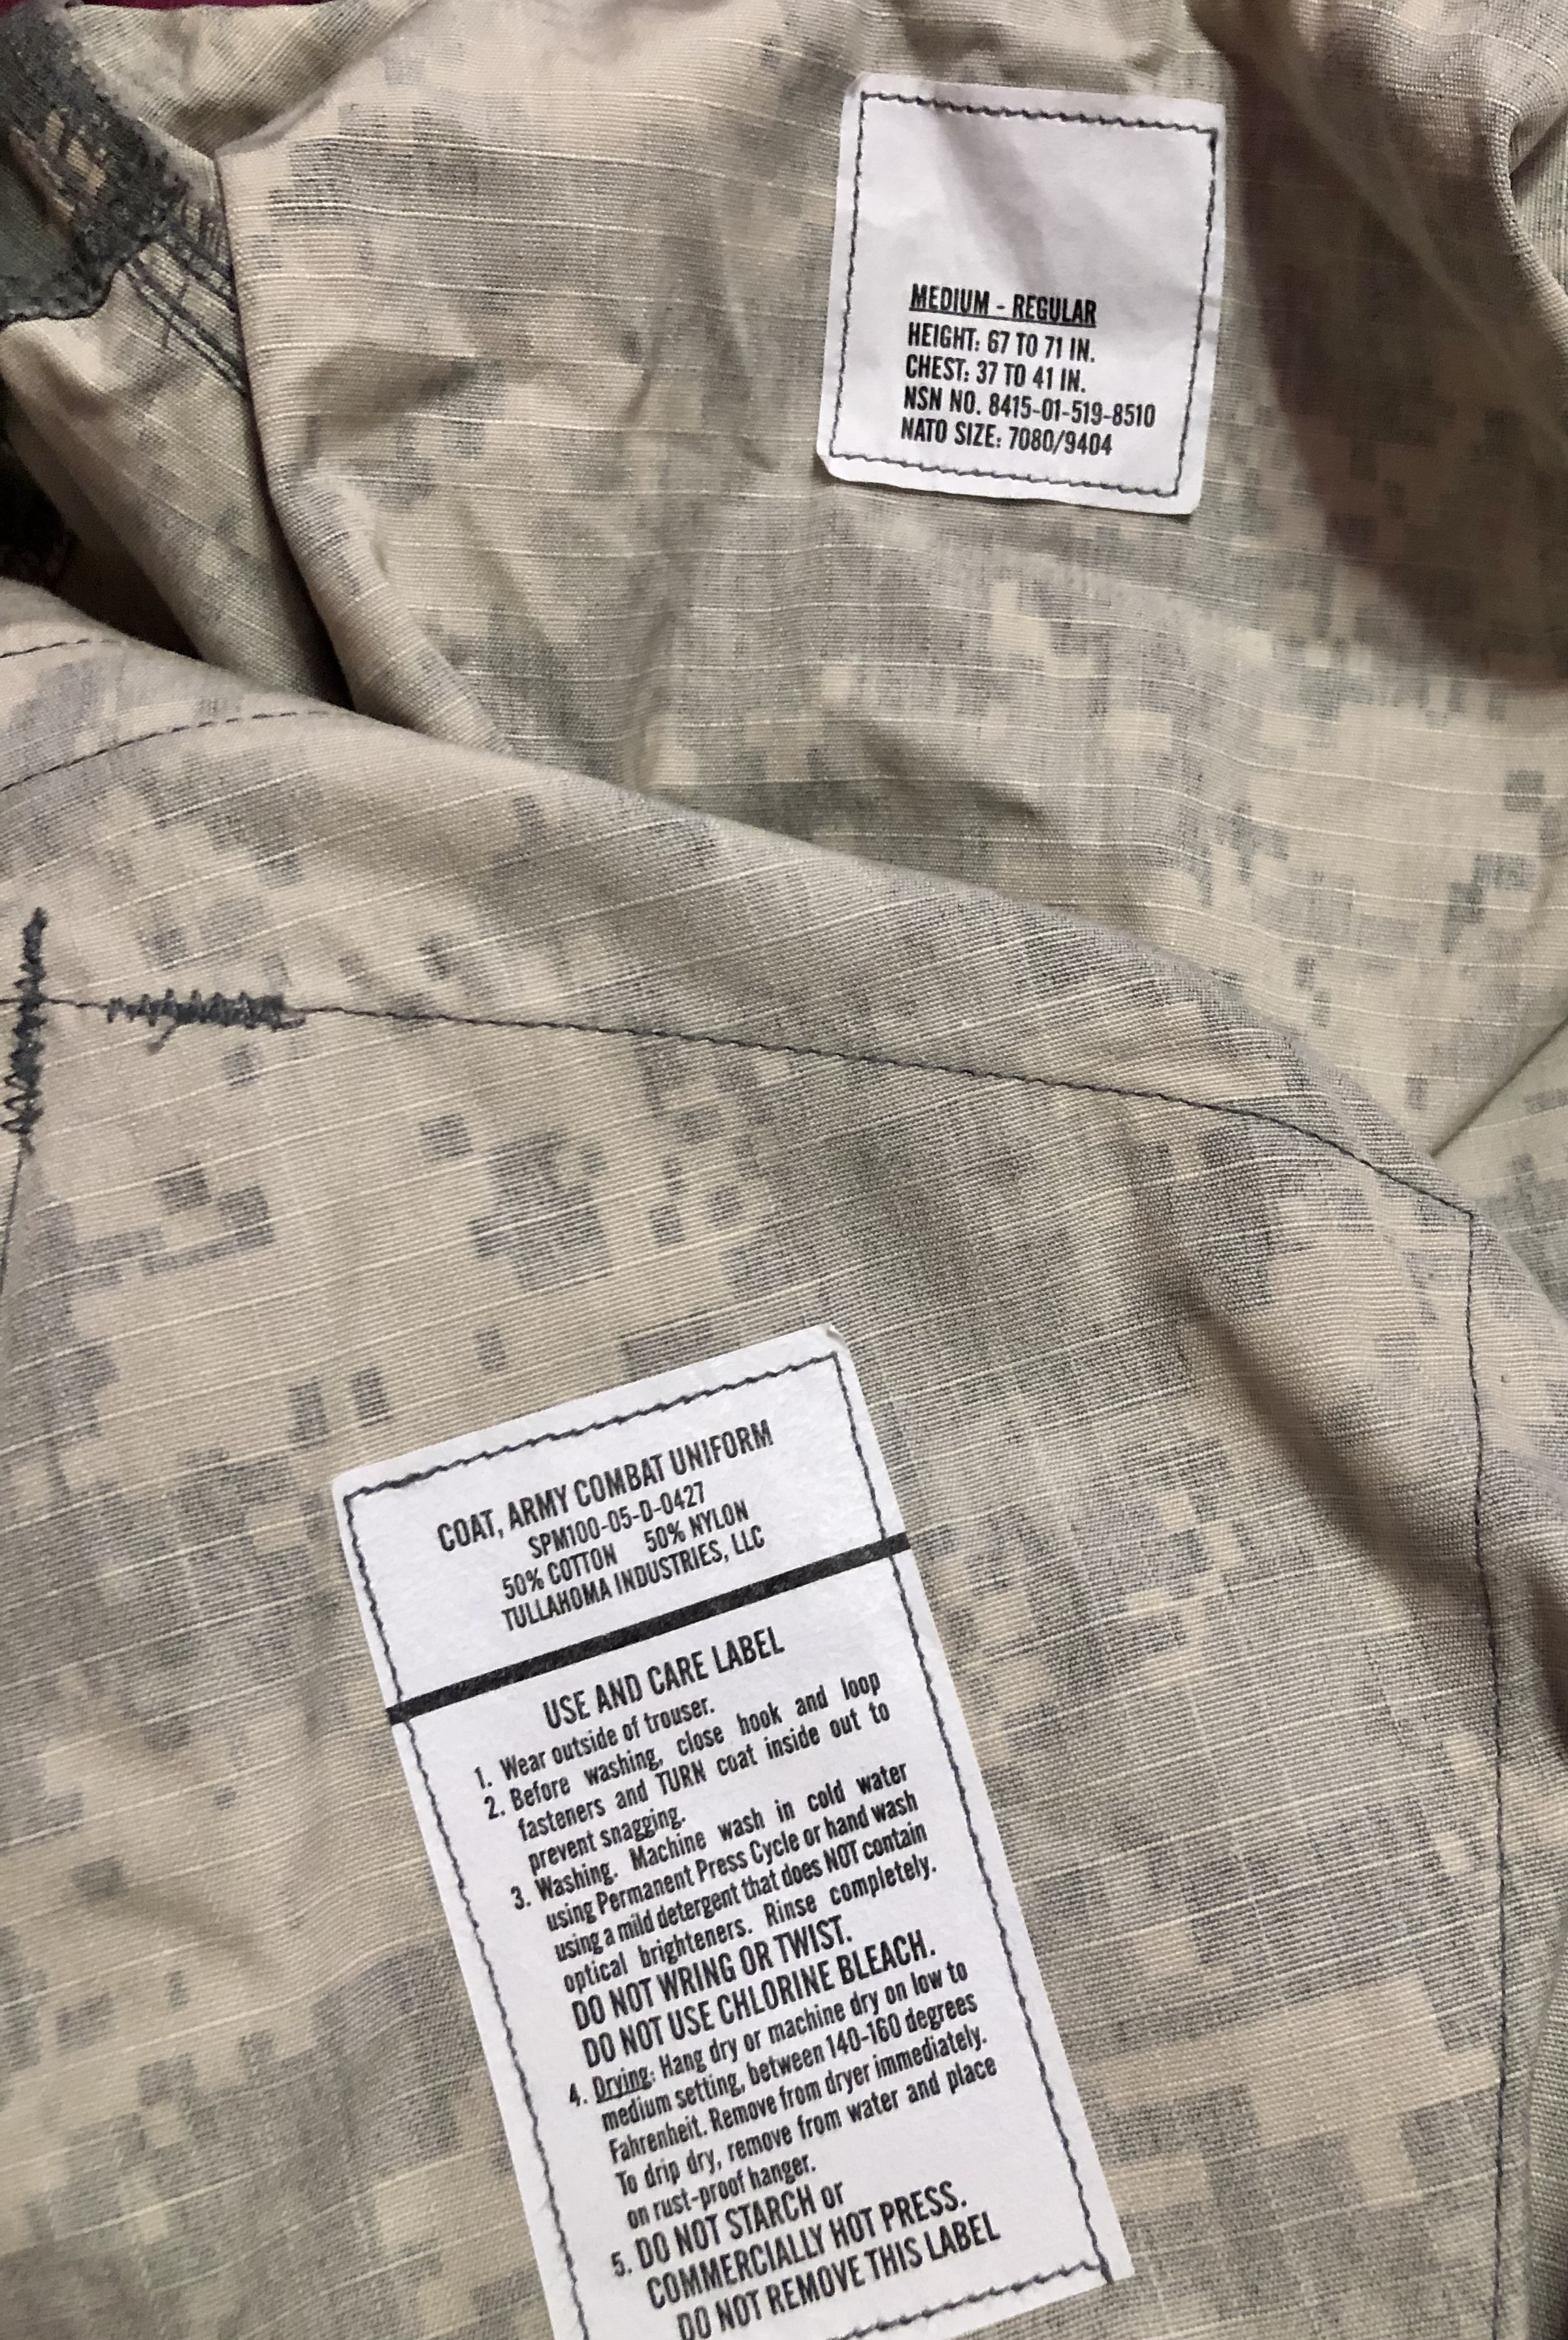 MEDIUM - REGULAR
HEIGHT: 67 TO 71 IN.
CHEST: 37 TO 41 IN.
NSN NO. 8415-01-519-8510
NATO SIZE: 7080/9404
COAT, ARMY COMBAT UNIFORM
SPM100-05-D-0427
50% COTTON 50% NYLON
TULLAHOMA INDUSTRIES, LLC
USE AND CARE LABEL
1. Wear outside of trouser.
2. Before washing, close hook and loop
fasteners and TURN coat inside out to
prevent snagging.
3. Washing. Machine wash in cold water
using Permanent Press Cycle or hand wash
using a mild detergent that does NOT contain
optical brighteners. Rinse completely.
DO NOT WRING OR TWIST.
DO NOT USE CHLORINE BLEACH.
4. Drying: Hang dry or machine dry on low to
medium setting, between 140-160 degrees
Fahrenheit. Remove from dryer immediately.
To drip dry, remove from water and place
on rust-proof hanger.
5. DO NOT STARCH or
COMMERCIALLY HOT PRESS.
DO NOT REMOVE THIS LABEL